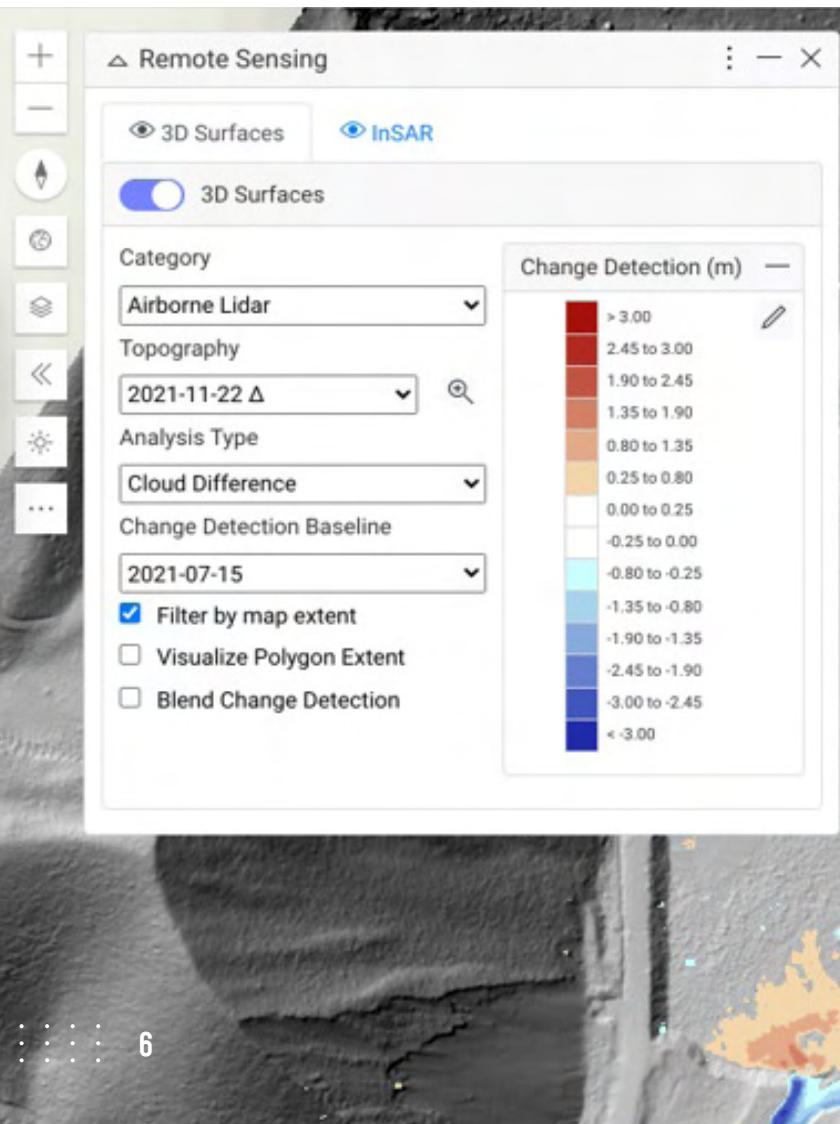 Remote Sensing
3D Surfaces
InSAR
3D Surfaces
Category
Airborne Lidar
Topography
2021-11-22 Δ
Analysis Type
Cloud Difference
Change Detection Baseline
2021-07-15
Filter by map extent
Visualize Polygon Extent
Blend Change Detection
Change Detection (m)
> 3.00
2.45 to 3.00
1.90 to 2.45
1.35 to 1.90
0.80 to 1.35
0.25 to 0.80
0.00 to 0.25
-0.25 to 0.00
-0.80 to -0.25
-1.35 to -0.80
-1.90 to -1.35
-2.45 to -1.90
-3.00 to -2.45
< -3.00
6